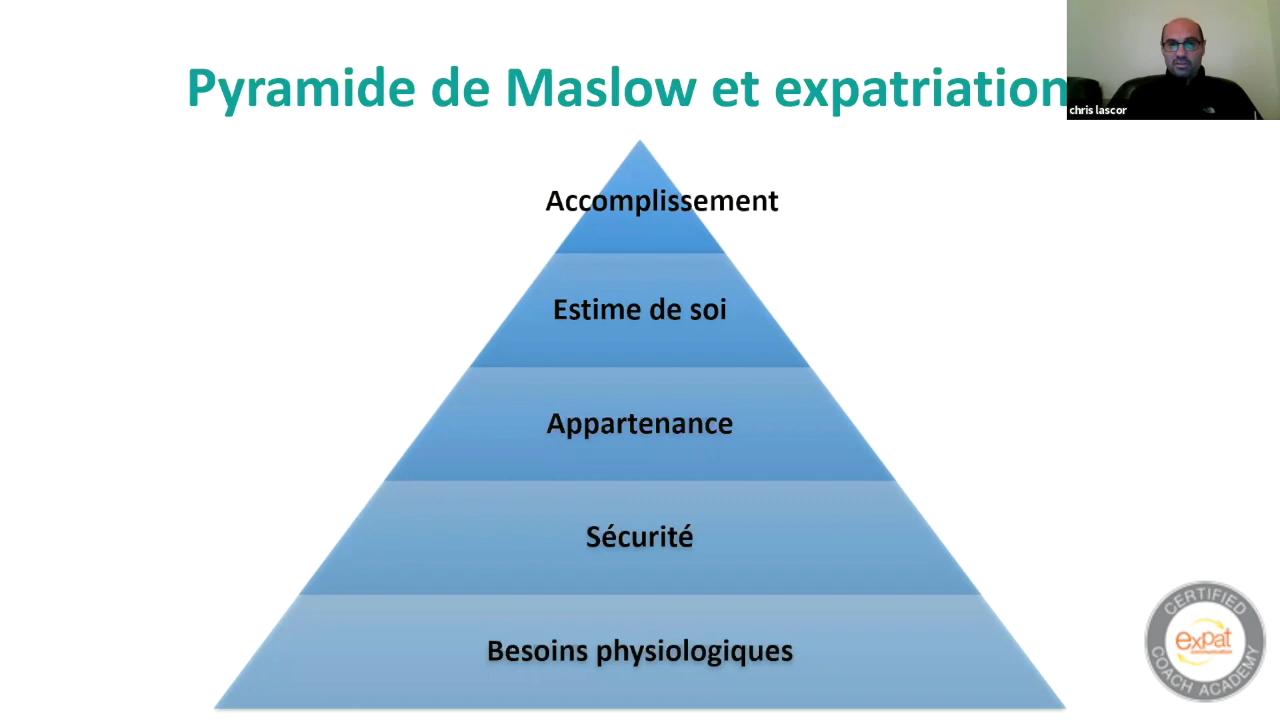 Pyramide de Maslow et expatriation
chris lascor
Accomplissement
Estime de soi
Appartenance
Sécurité
Besoins physiologiques
CERTIFIED
expat
communication
COACH ACADEMY